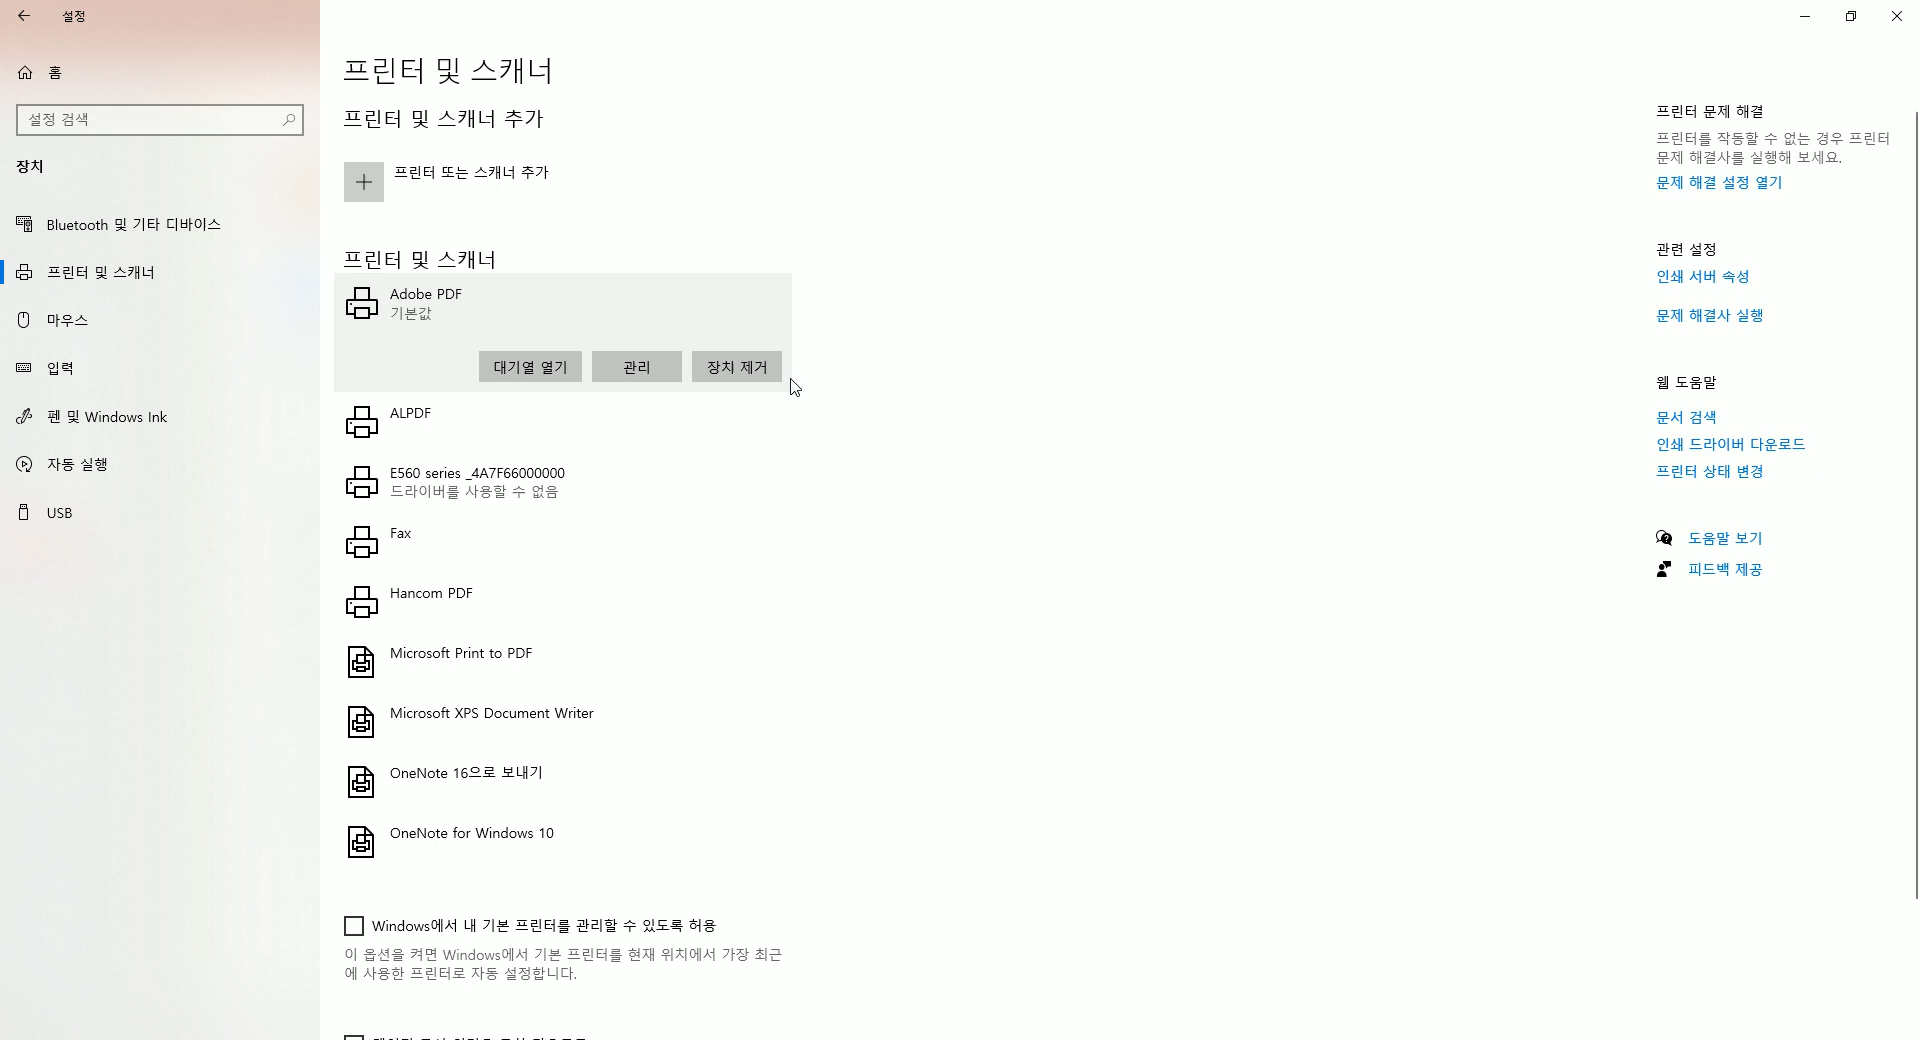 설정
홈
설정 검색
장치
Bluetooth 및 기타 디바이스
프린터 및 스캐너
마우스
입력
펜 및 Windows Ink
자동 실행
USB
프린터 및 스캐너
프린터 및 스캐너 추가
프린터 또는 스캐너 추가
프린터 및 스캐너
Adobe PDF
기본값
대기열 열기
관리
장치 제거
ALPDF
E560 series _4A7F66000000
드라이버를 사용할 수 없음
Fax
Hancom PDF
Microsoft Print to PDF
Microsoft XPS Document Writer
OneNote 16으로 보내기
OneNote for Windows 10
Windows에서 내 기본 프린터를 관리할 수 있도록 허용
이 옵션을 켜면 Windows에서 기본 프린터를 현재 위치에서 가장 최근
에 사용한 프린터로 자동 설정합니다.
프린터 문제 해결
프린터를 작동할 수 없는 경우 프린터
문제 해결사를 실행해 보세요.
문제 해결 설정 열기
관련 설정
인쇄 서버 속성
문제 해결사 실행
웹 도움말
문서 검색
인쇄 드라이버 다운로드
프린터 상태 변경
도움말 보기
피드백 제공